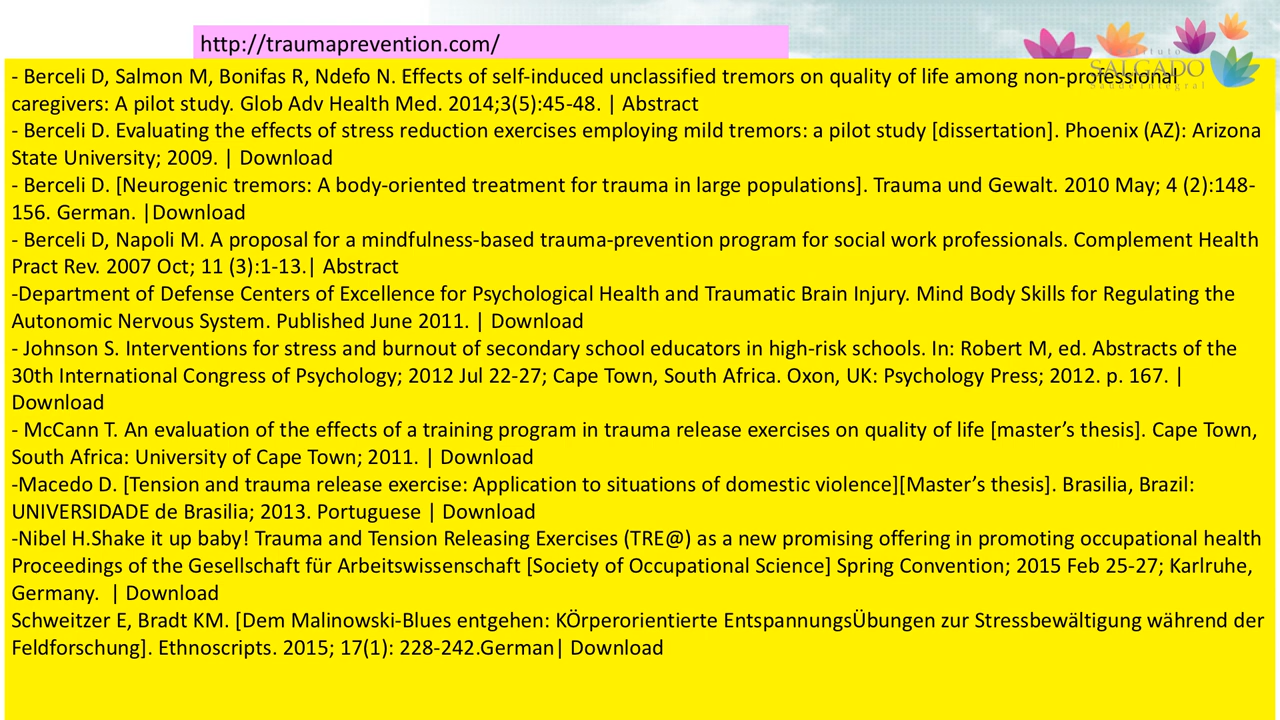 http://traumaprevention.com/
Instituto
SALGADO
Saúde Integral
- Berceli D, Salmon M, Bonifas R, Ndefo N. Effects of self-induced unclassified tremors on quality of life among non-professional
caregivers: A pilot study. Glob Adv Health Med. 2014;3(5):45-48. | Abstract
- Berceli D. Evaluating the effects of stress reduction exercises employing mild tremors: a pilot study [dissertation]. Phoenix (AZ): Arizona
State University; 2009. | Download
- Berceli D. [Neurogenic tremors: A body-oriented treatment for trauma in large populations]. Trauma und Gewalt. 2010 May; 4 (2):148-
156. German. |Download
- Berceli D, Napoli M. A proposal for a mindfulness-based trauma-prevention program for social work professionals. Complement Health
Pract Rev. 2007 Oct; 11 (3):1-13.| Abstract
-Department of Defense Centers of Excellence for Psychological Health and Traumatic Brain Injury. Mind Body Skills for Regulating the
Autonomic Nervous System. Published June 2011. | Download
- Johnson S. Interventions for stress and burnout of secondary school educators in high-risk schools. In: Robert M, ed. Abstracts of the
30th International Congress of Psychology; 2012 Jul 22-27; Cape Town, South Africa. Oxon, UK: Psychology Press; 2012. p. 167. |
Download
- McCann T. An evaluation of the effects of a training program in trauma release exercises on quality of life [master’s thesis]. Cape Town,
South Africa: University of Cape Town; 2011. | Download
-Macedo D. [Tension and trauma release exercise: Application to situations of domestic violence][Master’s thesis]. Brasilia, Brazil:
UNIVERSIDADE de Brasilia; 2013. Portuguese | Download
-Nibel H.Shake it up baby! Trauma and Tension Releasing Exercises (TRE@) as a new promising offering in promoting occupational health
Proceedings of the Gesellschaft für Arbeitswissenschaft [Society of Occupational Science] Spring Convention; 2015 Feb 25-27; Karlruhe,
Germany.  | Download
Schweitzer E, Bradt KM. [Dem Malinowski-Blues entgehen: KÖrperorientierte EntspannungsÜbungen zur Stressbewältigung während der
Feldforschung]. Ethnoscripts. 2015; 17(1): 228-242.German| Download